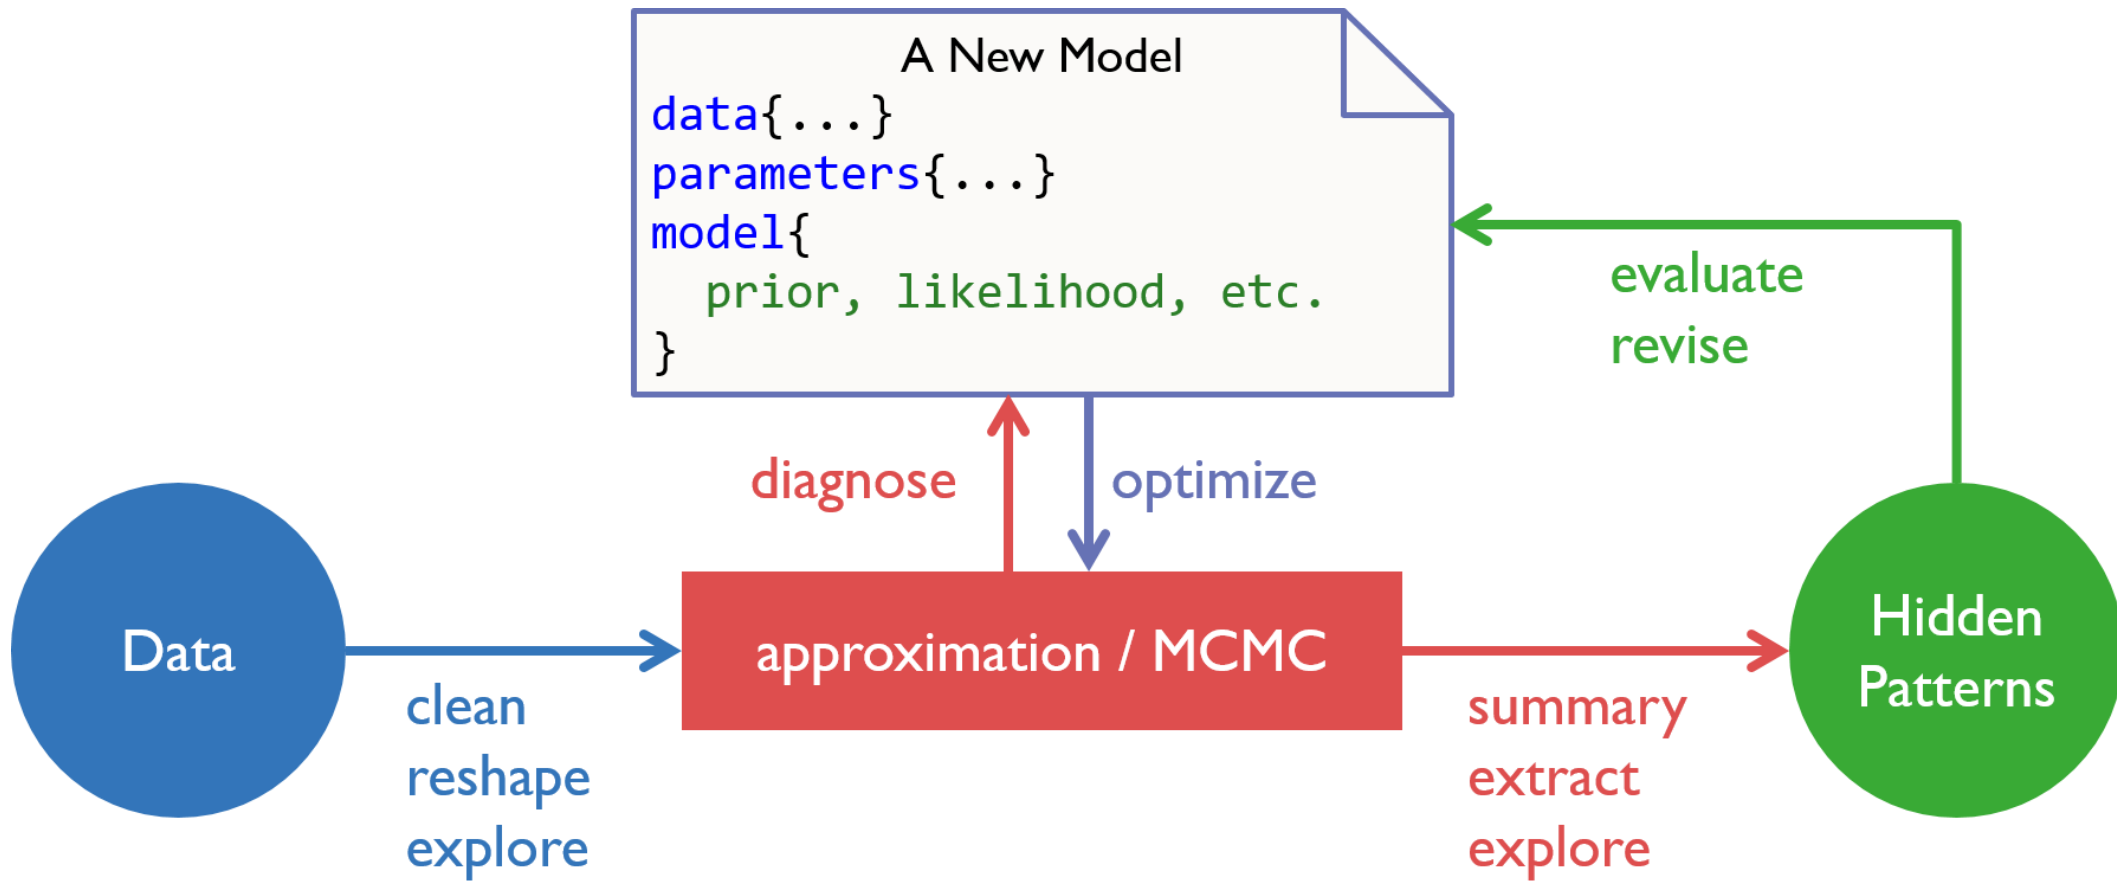 A New Model
data{...}
parameters{...}
model{
  prior, likelihood, etc.
}
evaluate
revise
diagnose
optimize
Data
clean
reshape
explore
approximation / MCMC
summary
extract
explore
Hidden
Patterns